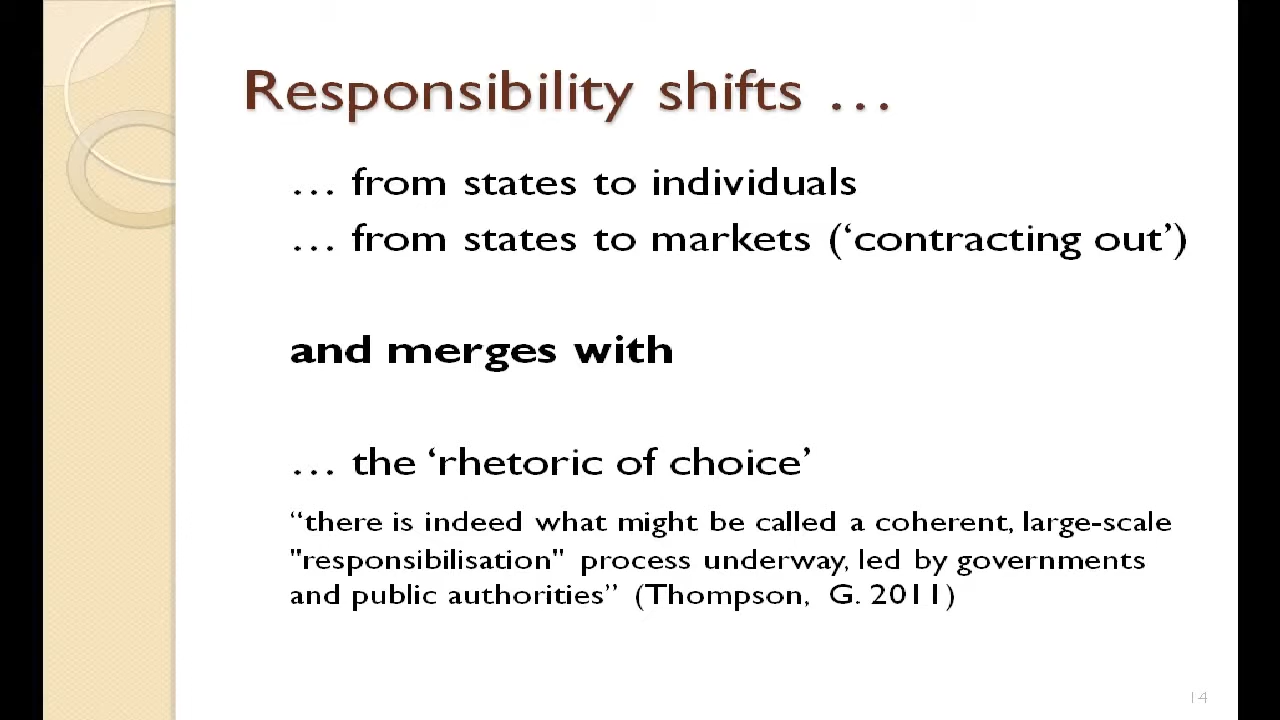 Responsibility shifts …
… from states to individuals
… from states to markets (‘contracting out’)
and merges with
… the ‘rhetoric of choice’
“there is indeed what might be called a coherent, large-scale
"responsibilisation" process underway, led by governments
and public authorities” (Thompson, G. 2011)
14